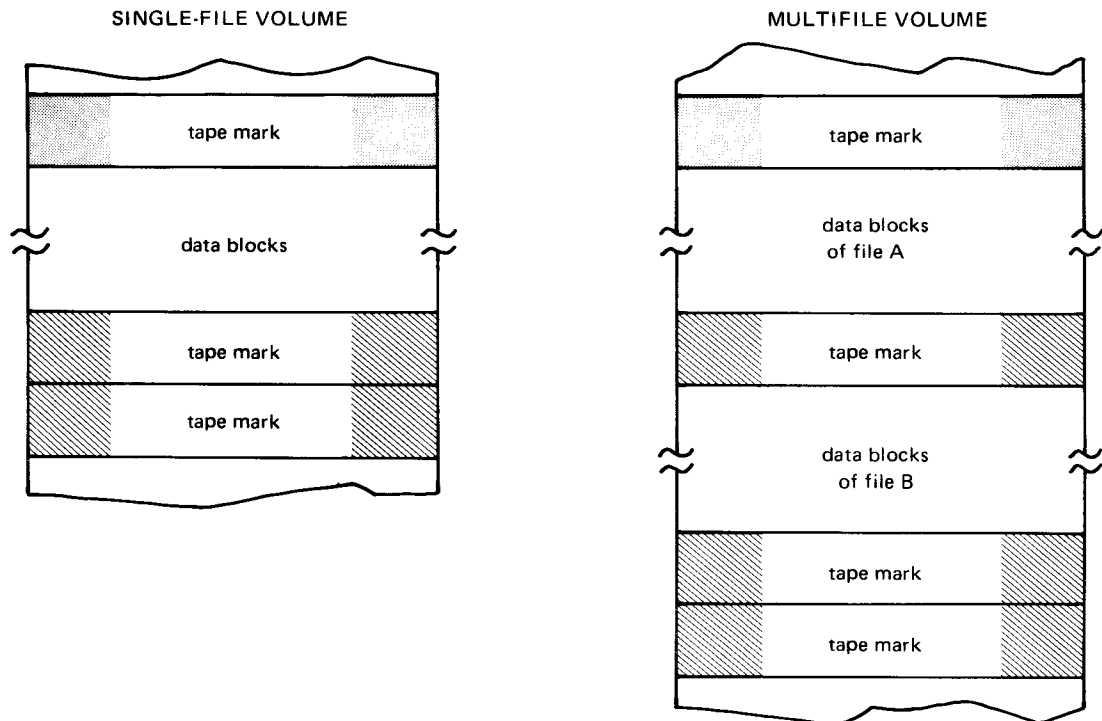 SINGLE-FILE VOLUME
tape mark
data blocks
tape mark
tape mark
MULTIFILE VOLUME
tape mark
data blocks
of file A
tape mark
data blocks
of file B
tape mark
tape mark